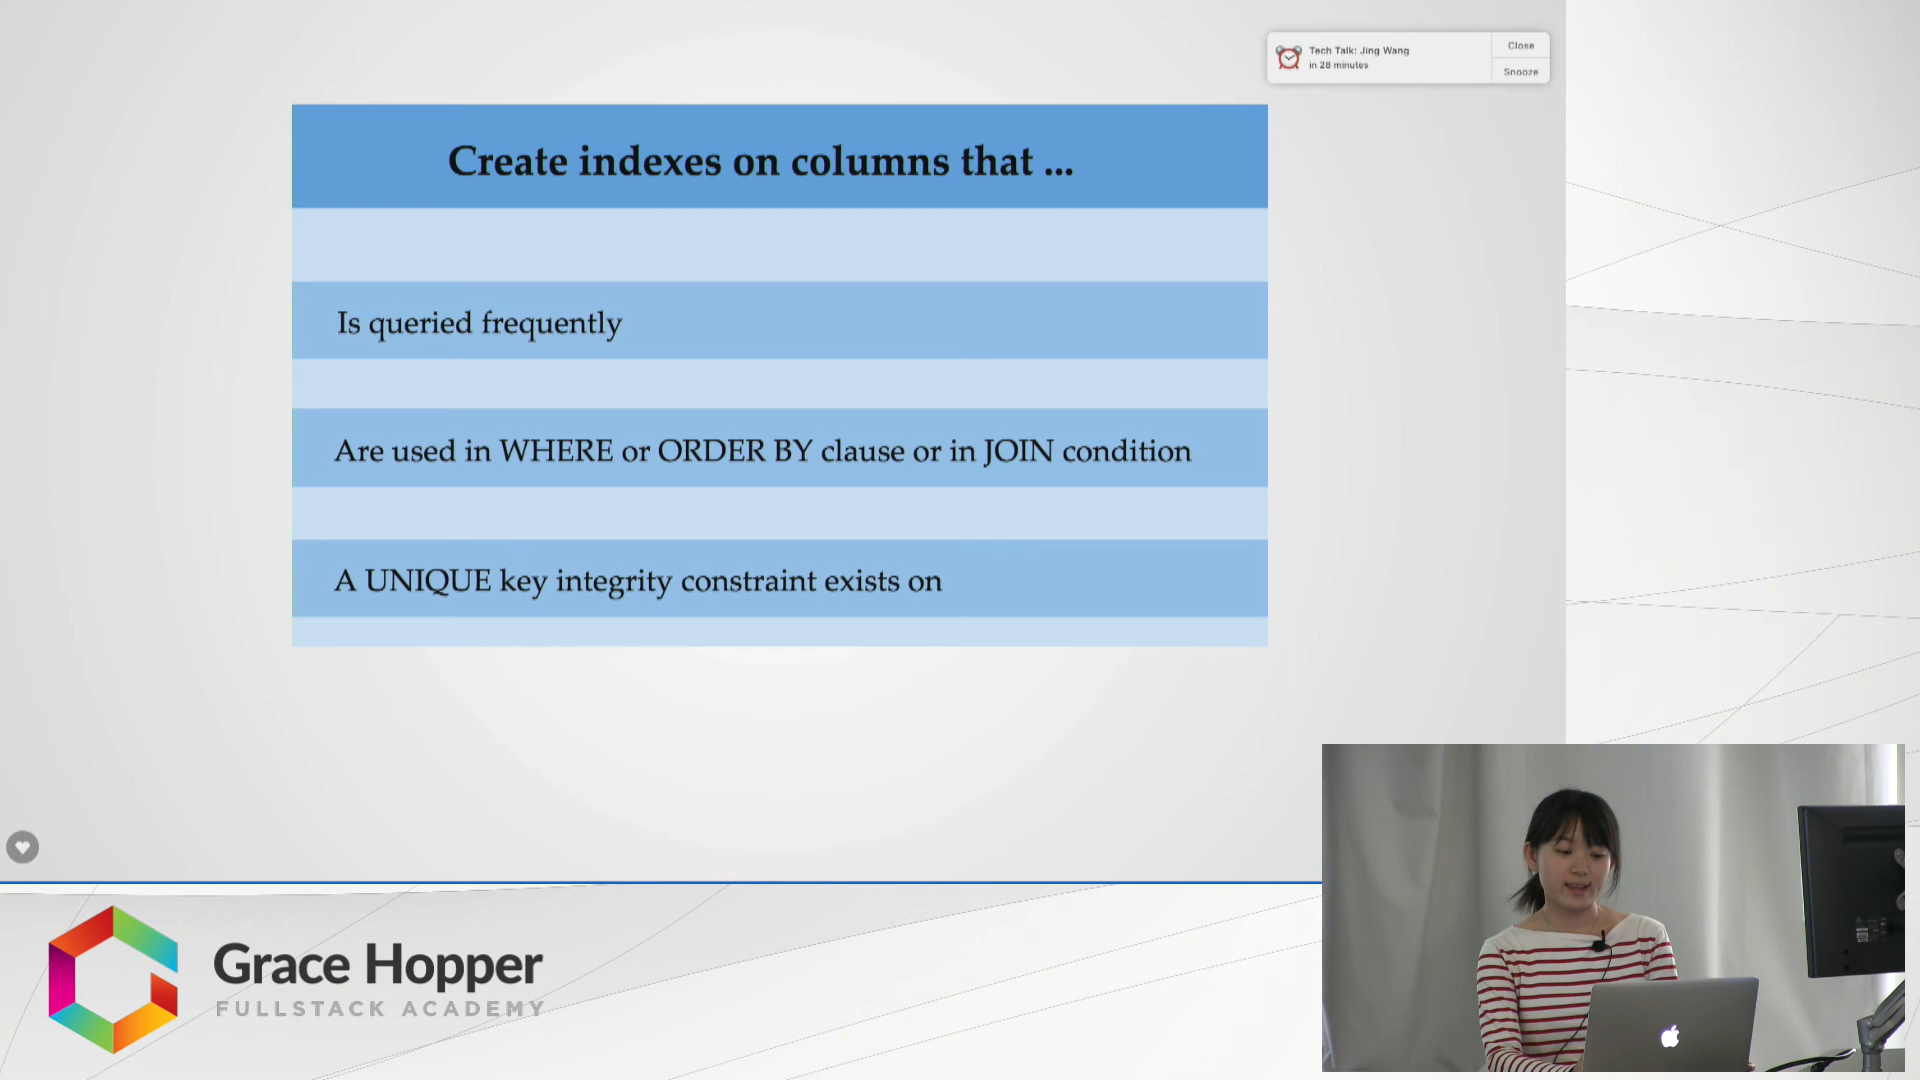 Tech Talk: Jing Wang
in 28 minutes
Close
Snooze
Create indexes on columns that ...
Is queried frequently
Are used in WHERE or ORDER BY clause or in JOIN condition
A UNIQUE key integrity constraint exists on
Grace Hopper
FULLSTACK ACADEMY